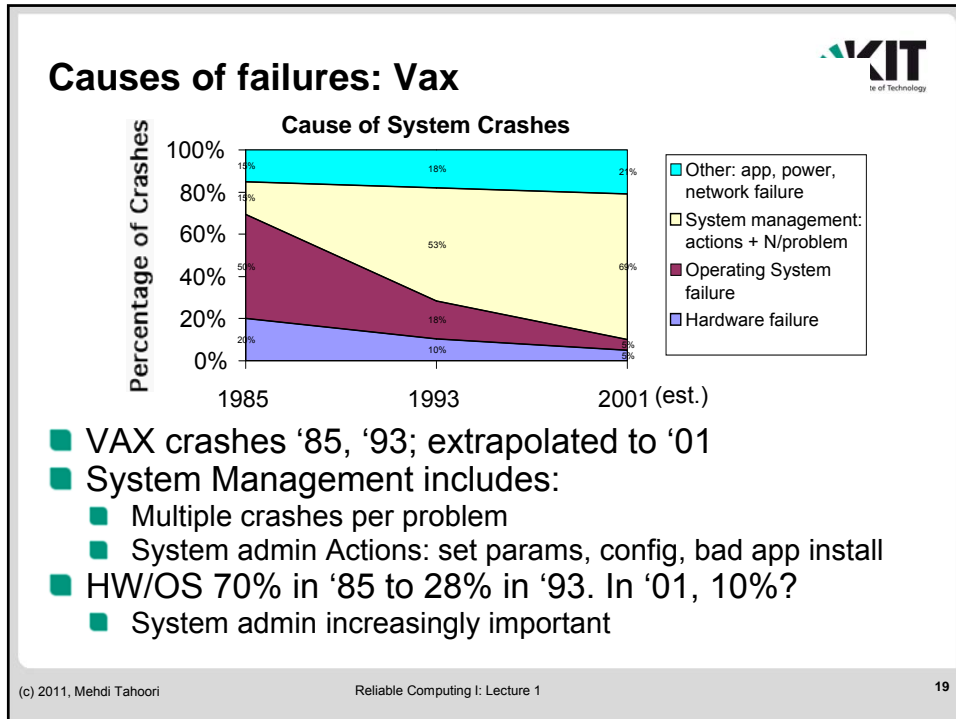 Causes of failures: Vax
KIT
te of Technology
Cause of System Crashes
Percentage of Crashes
100%
80%
60%
40%
20%
0%
15%
18%
21%
15%
53%
69%
50%
18%
5%
20%
10%
5%
1985
1993
2001 (est.)
Other: app, power,
network failure
System management:
actions + N/problem
Operating System
failure
Hardware failure
VAX crashes ‘85, ‘93; extrapolated to ‘01
System Management includes:
Multiple crashes per problem
System admin Actions: set params, config, bad app install
HW/OS 70% in ‘85 to 28% in ‘93. In ‘01, 10%?
System admin increasingly important
(c) 2011, Mehdi Tahoori
Reliable Computing I: Lecture 1
19